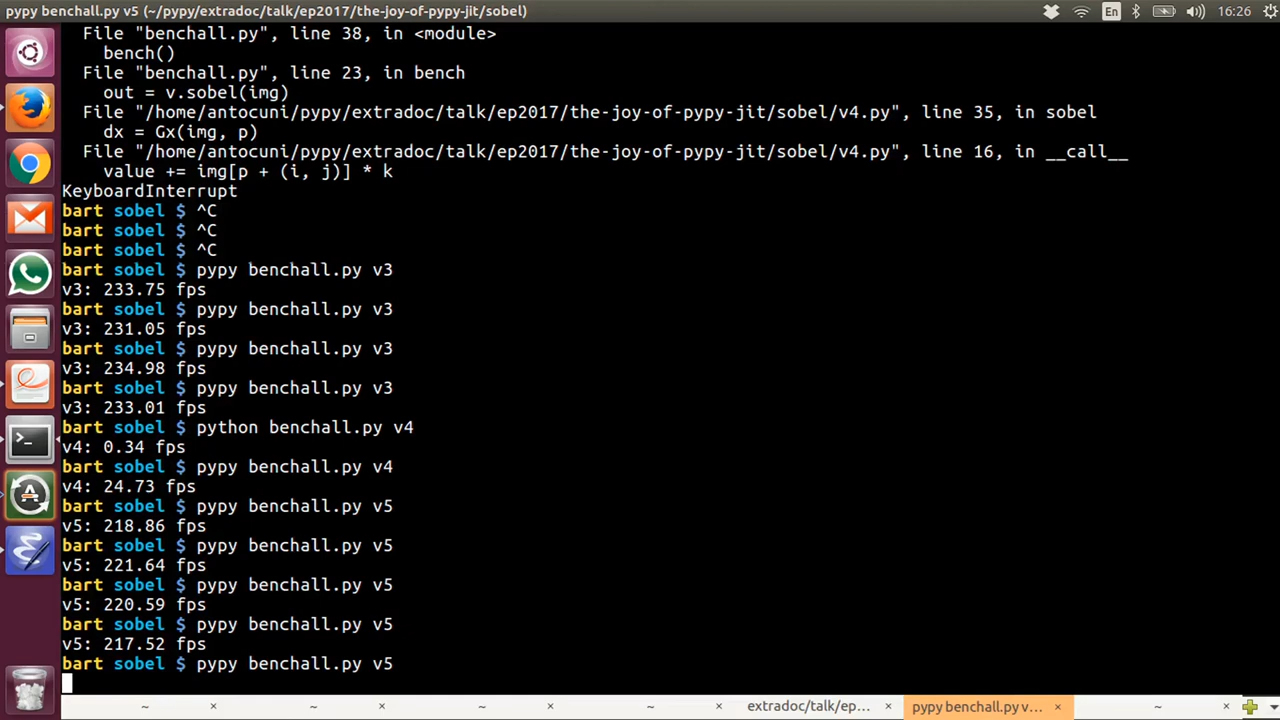 pypy benchall.py v5 (~/pypy/extradoc/talk/ep2017/the-joy-of-pypy-jit/sobel)
En
16:26
File "benchall.py", line 38, in <module>
bench()
File "benchall.py", line 23, in bench
out = v.sobel(img)
File "/home/antocuni/pypy/extradoc/talk/ep2017/the-joy-of-pypy-jit/sobel/v4.py", line 35, in sobel
dx = Gx(img, p)
File "/home/antocuni/pypy/extradoc/talk/ep2017/the-joy-of-pypy-jit/sobel/v4.py", line 16, in __call__
value += img[p + (i, j)] * k
KeyboardInterrupt
bart sobel $ ^C
bart sobel $ ^C
bart sobel $ ^C
bart sobel $ pypy benchall.py v3
v3: 233.75 fps
bart sobel $ pypy benchall.py v3
v3: 231.05 fps
bart sobel $ pypy benchall.py v3
v3: 234.98 fps
bart sobel $ pypy benchall.py v3
v3: 233.01 fps
bart sobel $ python benchall.py v4
v4: 0.34 fps
bart sobel $ pypy benchall.py v4
v4: 24.73 fps
bart sobel $ pypy benchall.py v5
v5: 218.86 fps
bart sobel $ pypy benchall.py v5
v5: 221.64 fps
bart sobel $ pypy benchall.py v5
v5: 220.59 fps
bart sobel $ pypy benchall.py v5
v5: 217.52 fps
bart sobel $ pypy benchall.py v5
~ × ~ × ~ × ~ × extradoc/talk/ep... × pypy benchall.py v... × ~ ×